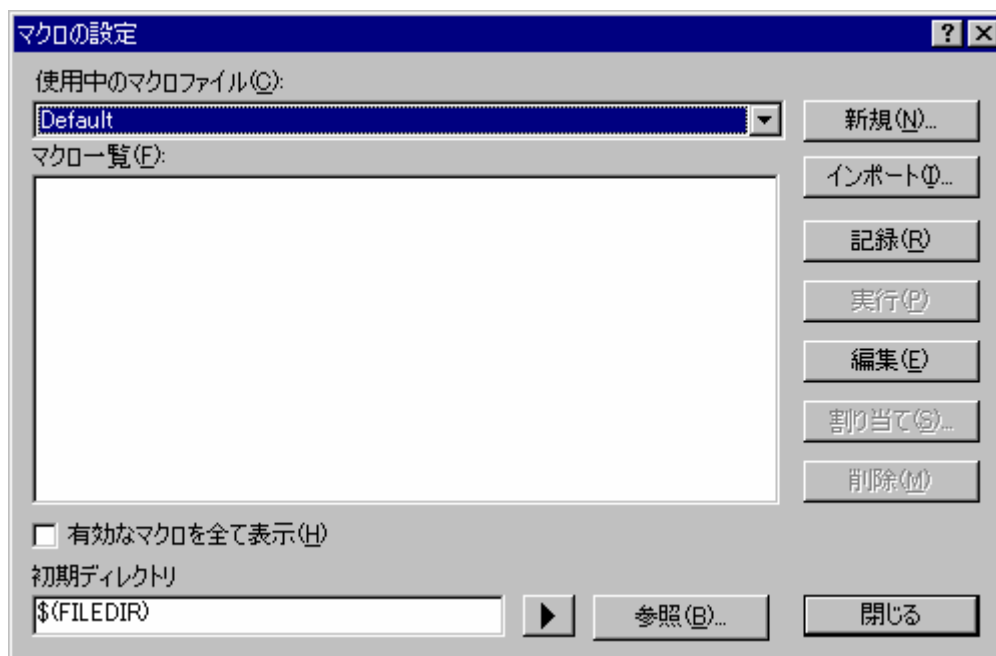 マクロの設定
使用中のマクロファイル(C):
Default
新規(N)...
マクロ一覧(F):
インポート(I)...
記録(R)
実行(P)
編集(E)
割り当て(S)...
削除(M)
有効なマクロを全て表示(H)
初期ディレクトリ
$(FILEDIR)
参照(B)...
閉じる